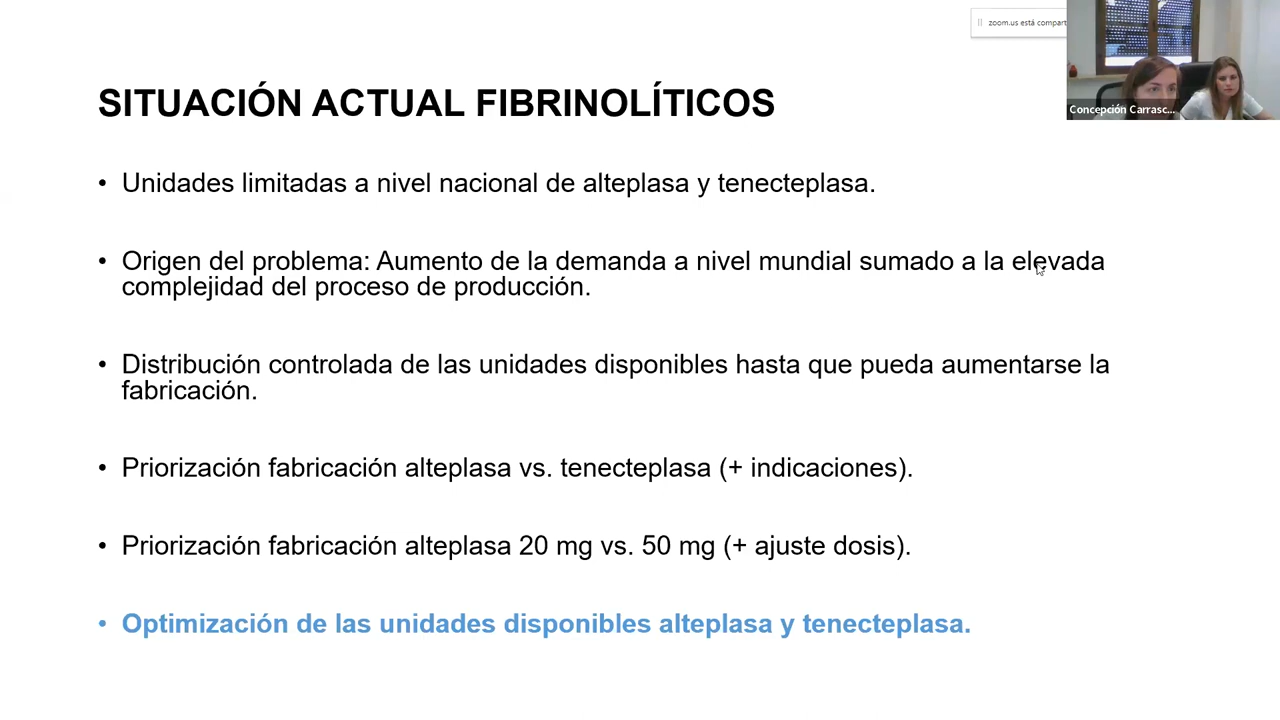 zoom.us está compart
Concepción Carrasc...
SITUACIÓN ACTUAL FIBRINOLÍTICOS
• Unidades limitadas a nivel nacional de alteplasa y tenecteplasa.
• Origen del problema: Aumento de la demanda a nivel mundial sumado a la elevada
complejidad del proceso de producción.
• Distribución controlada de las unidades disponibles hasta que pueda aumentarse la
fabricación.
• Priorización fabricación alteplasa vs. tenecteplasa (+ indicaciones).
• Priorización fabricación alteplasa 20 mg vs. 50 mg (+ ajuste dosis).
• Optimización de las unidades disponibles alteplasa y tenecteplasa.